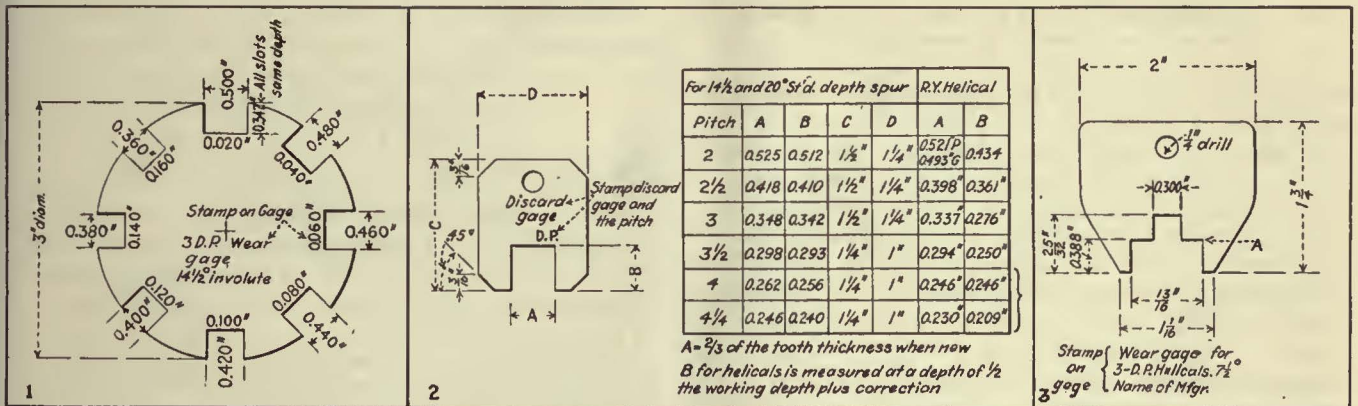 0.500"
0.347" All slots
same depth
0.020"
0.480"
0.040"
0.360"
0.160"
3" diam.
0.380"
0.140"
Stamp on Gage
3 D.P. Wear
gage
14½° involute
0.060"
0.460"
0.120"
0.400"
0.080"
0.440"
0.100"
0.420"
1
D
C
Discard
gage
Stamp discard
gage and
the pitch
D.P.
45°
3/16"
3/16"
B
A
2
For 14½ and 20° St'd. depth spur R.Y. Helical
Pitch A B C D A B
2 0.525 0.512 1½" 1¼" 0.521"P 0.493"G 0.434
2½ 0.418 0.410 1½" 1¼" 0.398" 0.361"
3 0.348 0.342 1½" 1¼" 0.337" 0.276"
3½ 0.298 0.293 1¼" 1" 0.294" 0.250"
4 0.262 0.256 1¼" 1" 0.246" 0.246"
4¼ 0.246 0.240 1¼" 1" 0.230" 0.209"
A = ⅔ of the tooth thickness when new
B for helicals is measured at a depth of ½
the working depth plus correction
2"
¼" drill
0.300"
1¾"
25/32"
0.388"
A
13/16"
1 1/16"
Stamp on gage
Wear gage for
3-D.P. Helicals. 7½°
Name of Mfgr.
3